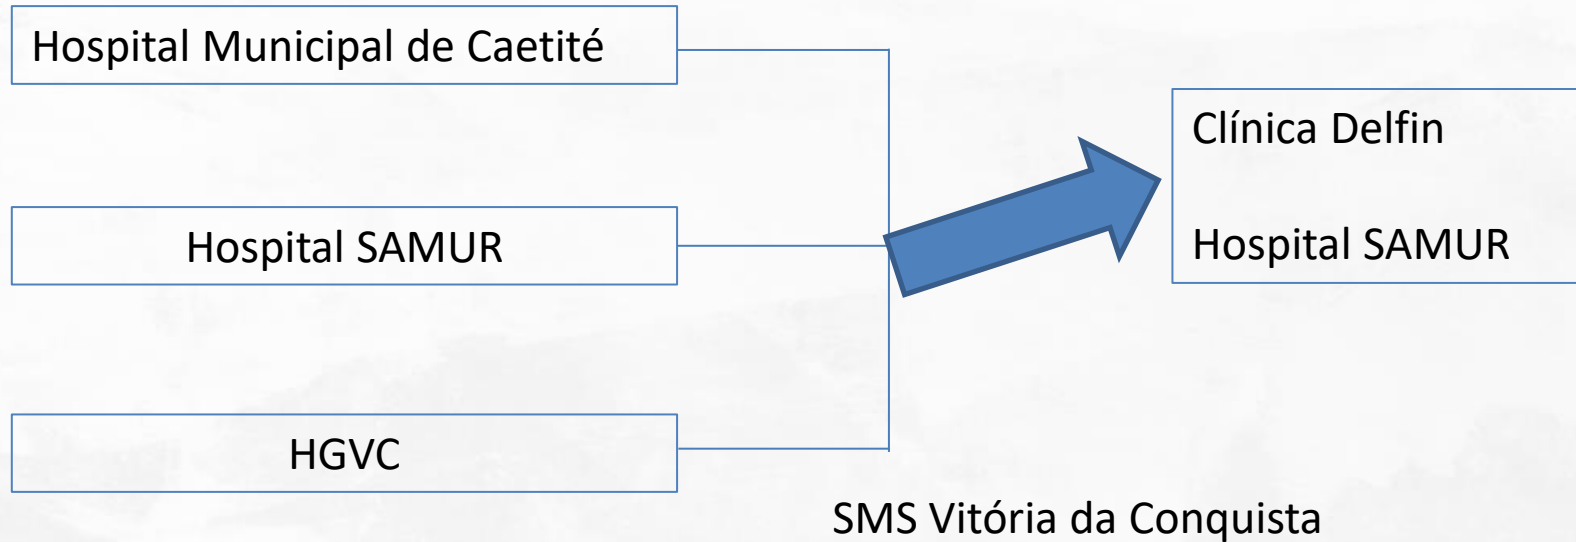 Hospital Municipal de Caetité
Hospital SAMUR
HGVC
Clínica Delfin
Hospital SAMUR
SMS Vitória da Conquista